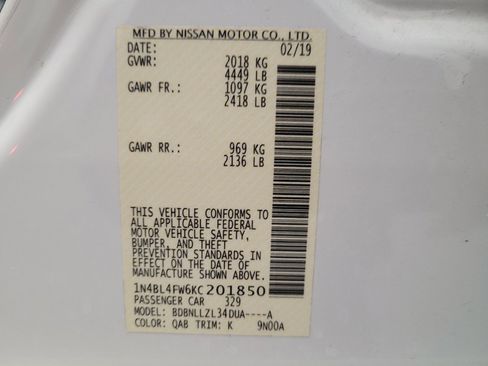 MFD BY NISSAN MOTOR CO., LTD.
DATE: 02/19
GVWR: 2018 KG
4449 LB
GAWR FR.: 1097 KG
2418 LB
GAWR RR.: 969 KG
2136 LB
THIS VEHICLE CONFORMS TO
ALL APPLICABLE FEDERAL
MOTOR VEHICLE SAFETY,
BUMPER, AND THEFT
PREVENTION STANDARDS IN
EFFECT ON THE DATE OF
MANUFACTURE SHOWN ABOVE.
1N4BL4FW6KC201850
PASSENGER CAR 329
MODEL: BDBNLLZL34DUA----A
COLOR: QAB TRIM: K 9N00A